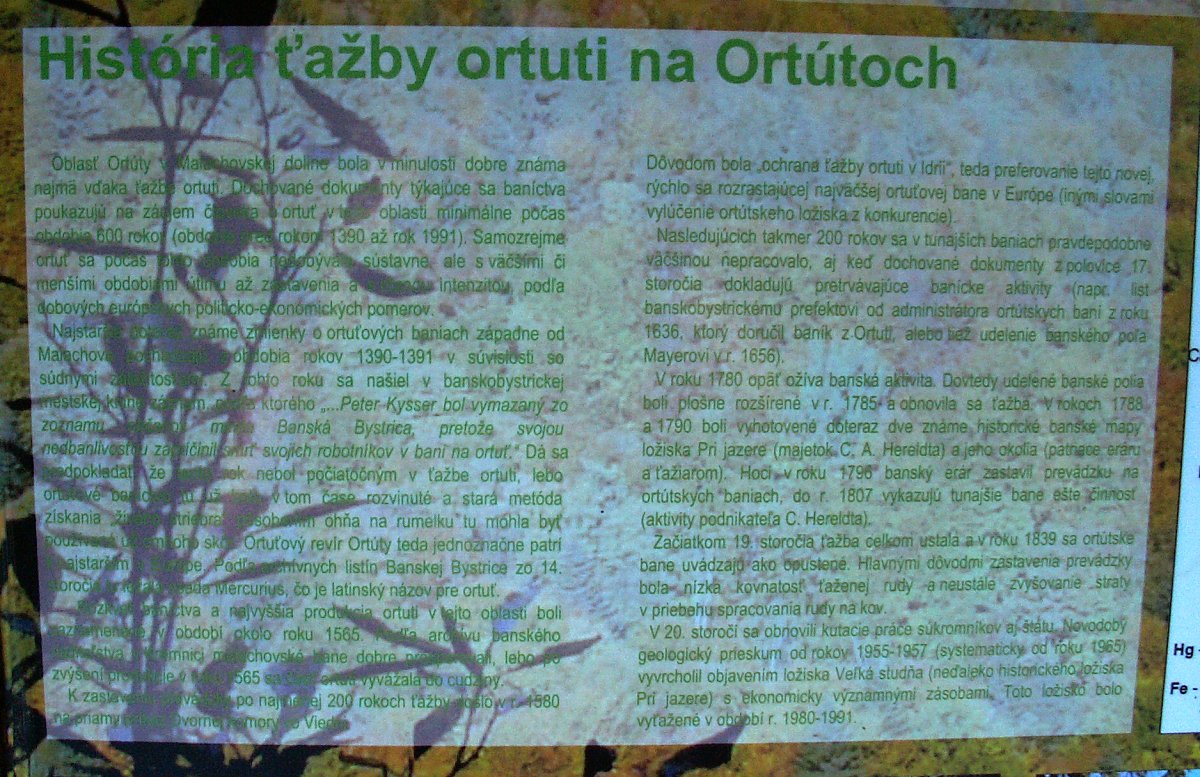 História ťažby ortuti na Ortútoch
Oblasť Ortúty v Malachovskej doline bola v minulosti dobre známa
najmä vďaka ťažbe ortuti. Dochované dokumenty týkajúce sa baníctva
poukazujú na záujem človeka o ortuť v tejto oblasti minimálne počas
obdobia 600 rokov (obdobie pred rokom 1390 až rok 1991). Samozrejme
ortuť sa počas tohto obdobia nedobývala sústavne, ale s väčšími či
menšími obdobiami útlmu až zastavenia a intenzitou, podľa
dobových európskych politicko-ekonomických pomerov.
Najstaršie známe zmienky o ortuťových baniach západne od
Malachova pochádzajú z obdobia rokov 1390-1391 v súvislosti so
súdnymi záležitosťami. Z tohto roku sa našiel v banskobystrickej
mestskej knihe záznam, podľa ktorého „...Peter Kysser bol vymazaný zo
zoznamu mesta Banská Bystrica, pretože svojou
nedbanlivosťou zapríčinil smrť svojich robotníkov v bani na ortuť." Dá sa
predpokladať, že rok nebol počiatočným v ťažbe ortuti, lebo
ortuťové baníctvo tu už v tom čase rozvinuté a stará metóda
získania „živého striebra" pôsobením ohňa na rumelku tu mohla byť
používaná už skôr. Ortuťový revír Ortúty teda jednoznačne patrí
k najstarším v Európe. Podľa archívnych listín Banskej Bystrice zo 14.
storočia Mercurius, čo je latinský názov pre ortuť.
baníctva a najvyššia produkcia ortuti v tejto oblasti boli
zaznamenané v období okolo roku 1565. Podľa archívu banského
v Kremnici malachovské bane dobre prosperovali, lebo po
zvýšení produkcie v roku 1565 sa ortuti vyvážala do cudziny.
K zastaveniu prevádzky po najmenej 200 rokoch ťažby došlo v r. 1580
na priamy Dvornej komory vo Viedni.
Dôvodom bola „ochrana ťažby ortuti v Idrii", teda preferovanie tejto novej,
rýchlo sa rozrastajúcej najväčšej ortuťovej bane v Európe (inými slovami
vylúčenie ortútskeho ložiska z konkurencie).
Nasledujúcich takmer 200 rokov sa v tunajších baniach pravdepodobne
väčšinou nepracovalo, aj keď dochované dokumenty z polovice 17.
storočia dokladujú pretrvávajúce banícke aktivity (napr. list
banskobystrickému prefektovi od administrátora ortútskych baní z roku
1636, ktorý doručil baník z Ortutí, alebo tiež udelenie banského poľa
Mayerovi v r. 1656).
V roku 1780 opäť ožíva banská aktivita. Dovtedy udelené banské polia
boli plošne rozšírené v r. 1785 a obnovila sa ťažba. V rokoch 1788
a 1790 boli vyhotovené doteraz dve známe historické banské mapy
ložiska Pri jazere (majetok C. A. Hereldta) a jeho okolia (patriace eráru
a ťažiarom). Hoci v roku 1796 banský erár zastavil prevádzku na
ortútskych baniach, do r. 1807 vykazujú tunajšie bane ešte činnosť
(aktivity podnikateľa C. Hereldta).
Začiatkom 19. storočia ťažba celkom ustala a v roku 1839 sa ortútske
bane uvádzajú ako opustené. Hlavnými dôvodmi zastavenia prevádzky
bola nízka kovnatosť ťaženej rudy a neustále zvyšovanie straty
v priebehu spracovania rudy na kov.
V 20. storočí sa obnovili kutacie práce súkromníkov aj štátu. Novodobý
geologický prieskum od rokov 1955-1957 (systematicky od roku 1965)
vyvrcholil objavením ložiska Veľká studňa (neďaleko historického ložiska
Pri jazere) s ekonomicky významnými zásobami. Toto ložisko bolo
vyťažené v období r. 1980-1991.
Hg -
Fe -